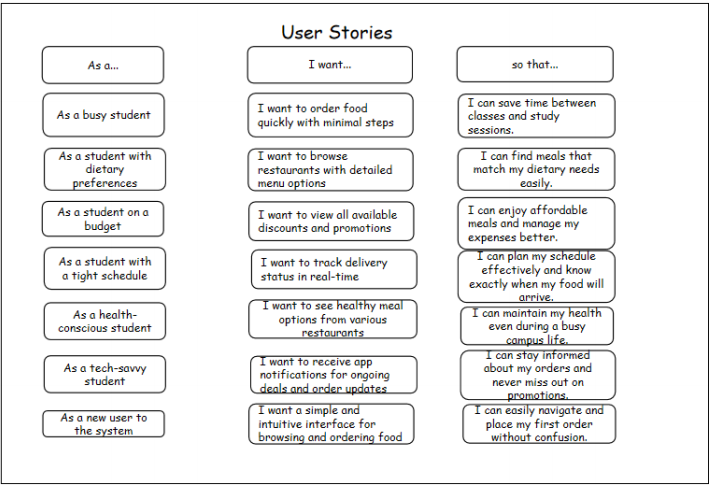 User Stories
As a...
I want...
so that...
As a busy student
I want to order food
quickly with minimal steps
I can save time between
classes and study
sessions.
As a student with
dietary
preferences
I want to browse
restaurants with detailed
menu options
I can find meals that
match my dietary needs
easily.
As a student on a
budget
I want to view all available
discounts and promotions
I can enjoy affordable
meals and manage my
expenses better.
As a student with
a tight schedule
I want to track delivery
status in real-time
I can plan my schedule
effectively and know
exactly when my food will
arrive.
As a health-
conscious student
I want to see healthy meal
options from various
restaurants
I can maintain my health
even during a busy
campus life.
As a tech-savvy
student
I want to receive app
notifications for ongoing
deals and order updates
I can stay informed
about my orders and
never miss out on
promotions.
As a new user to
the system
I want a simple and
intuitive interface for
browsing and ordering food
I can easily navigate and
place my first order
without confusion.